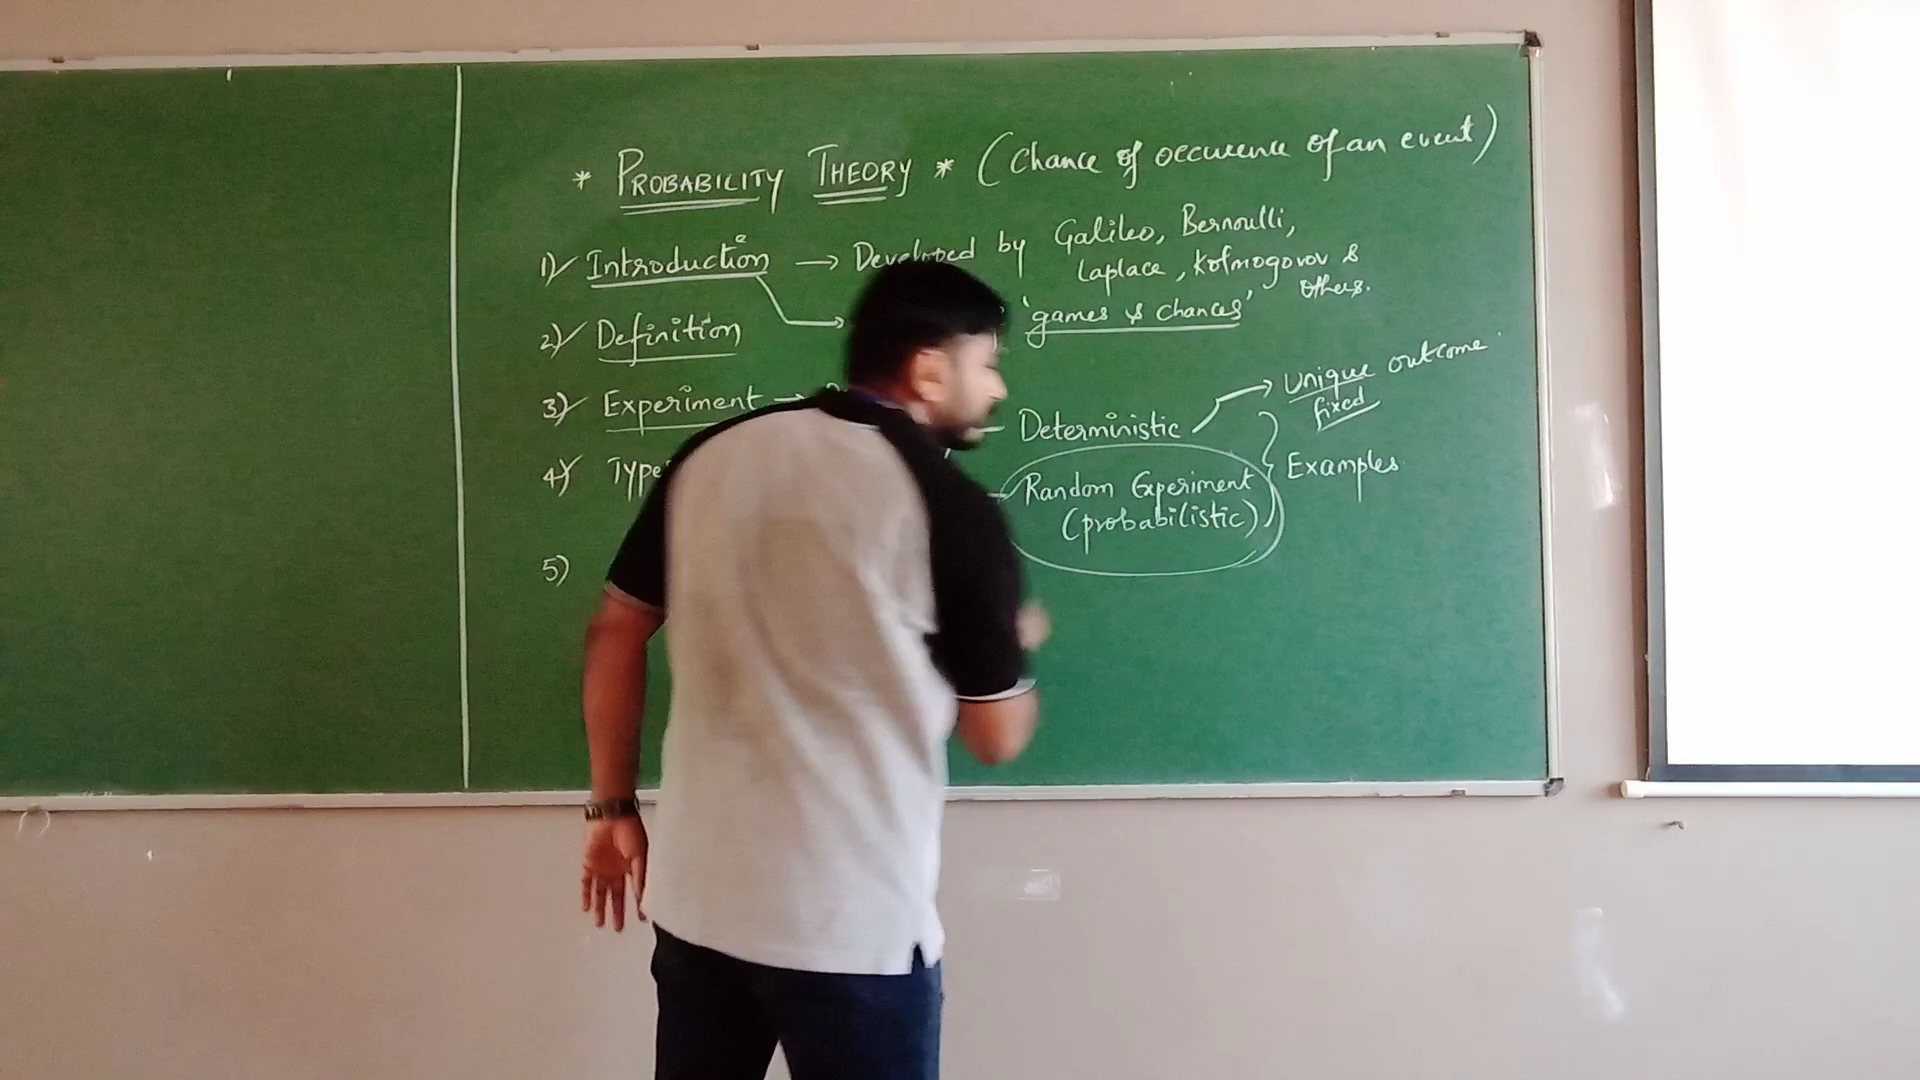 * PROBABILITY THEORY * (Chance of occurence of an event)
1) Introduction → Developed by Galileo, Bernoulli,
Laplace, Kolmogorov &
others.
'games & chances'
2) Definition
3) Experiment →
Deterministic → Unique outcome
fixed
4) Type
Random Experiment
(probabilistic)
} Examples
5)